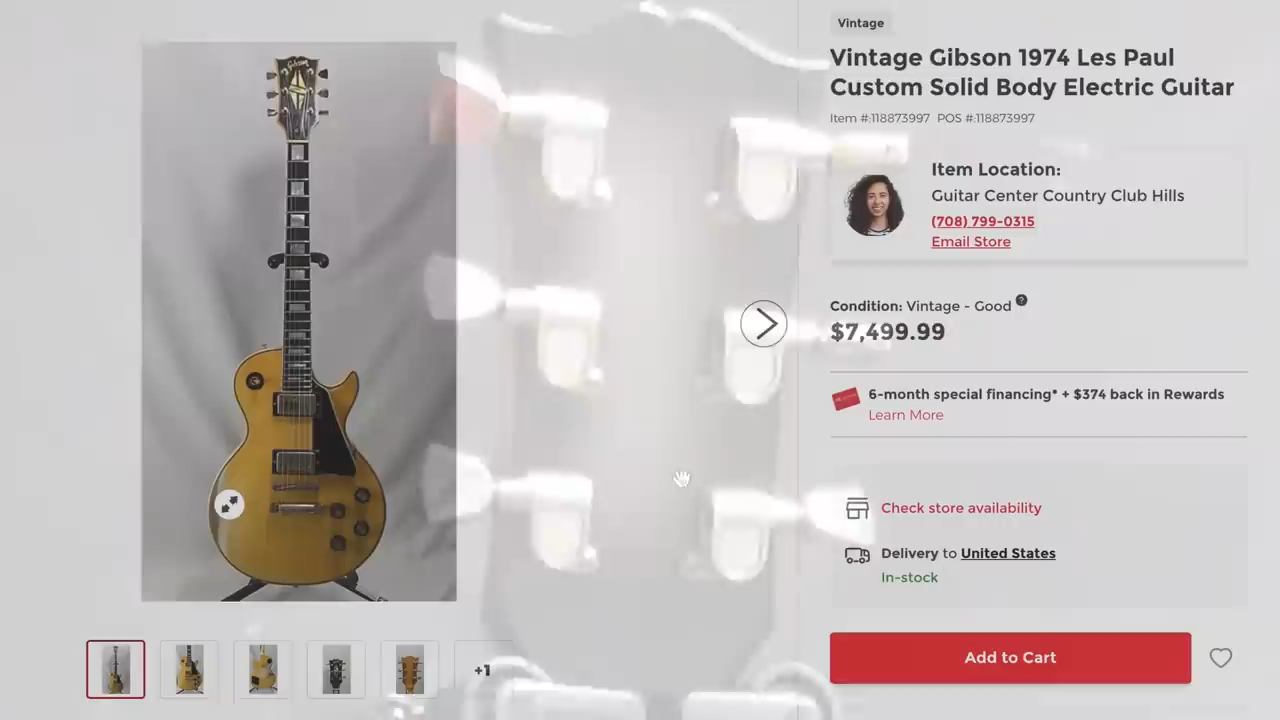 Gibson
Vintage
Vintage Gibson 1974 Les Paul
Custom Solid Body Electric Guitar
Item #:118873997 POS #:118873997
Item Location:
Guitar Center Country Club Hills
(708) 799-0315
Email Store
Condition: Vintage - Good ?
$7,499.99
6-month special financing* + $374 back in Rewards
Learn More
Check store availability
Delivery to United States
In-stock
Add to Cart
+1